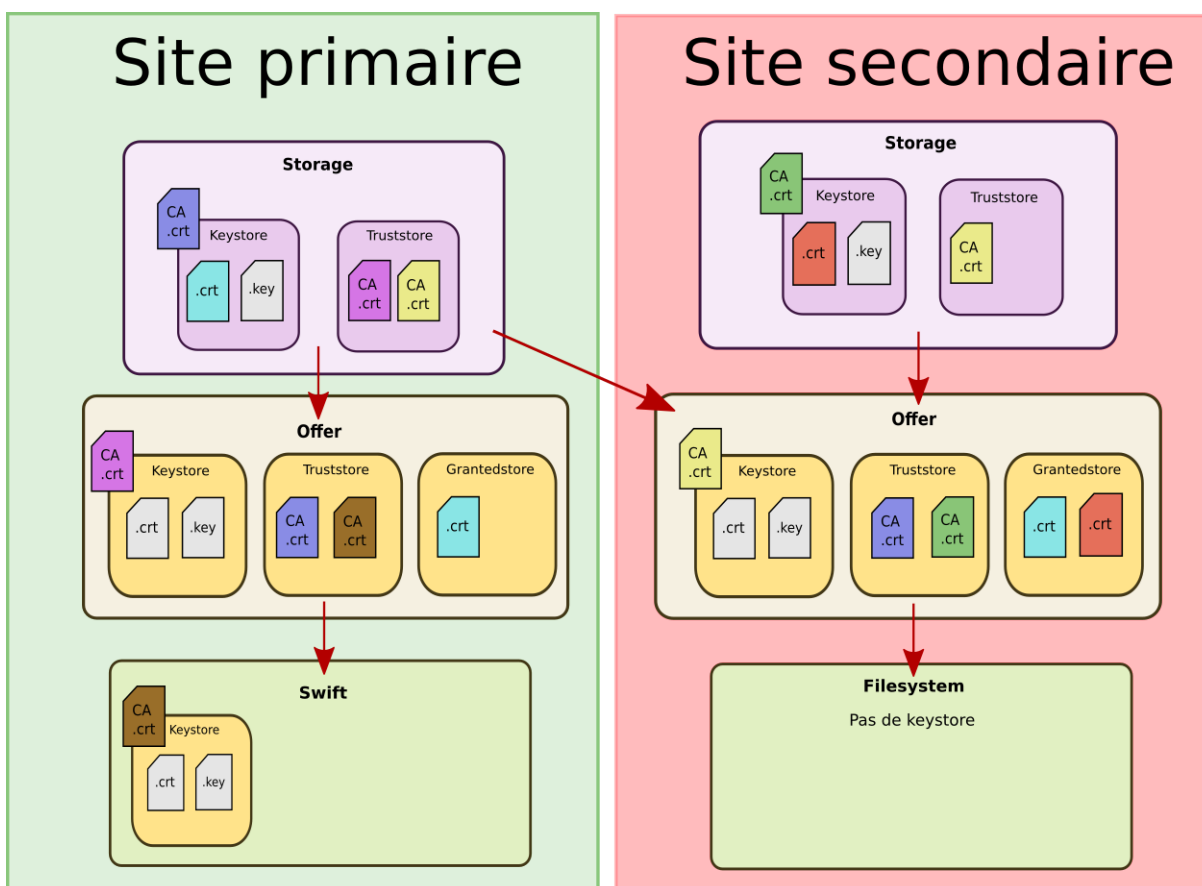 Site primaire
Storage
CA
.crt
Keystore
.crt
.key
Truststore
CA
.crt
CA
.crt
Offer
CA
.crt
Keystore
.crt
.key
Truststore
CA
.crt
CA
.crt
Grantedstore
.crt
Swift
CA
.crt
Keystore
.crt
.key
Site secondaire
Storage
CA
.crt
Keystore
.crt
.key
Truststore
CA
.crt
Offer
CA
.crt
Keystore
.crt
.key
Truststore
CA
.crt
CA
.crt
Grantedstore
.crt
.crt
Filesystem
Pas de keystore